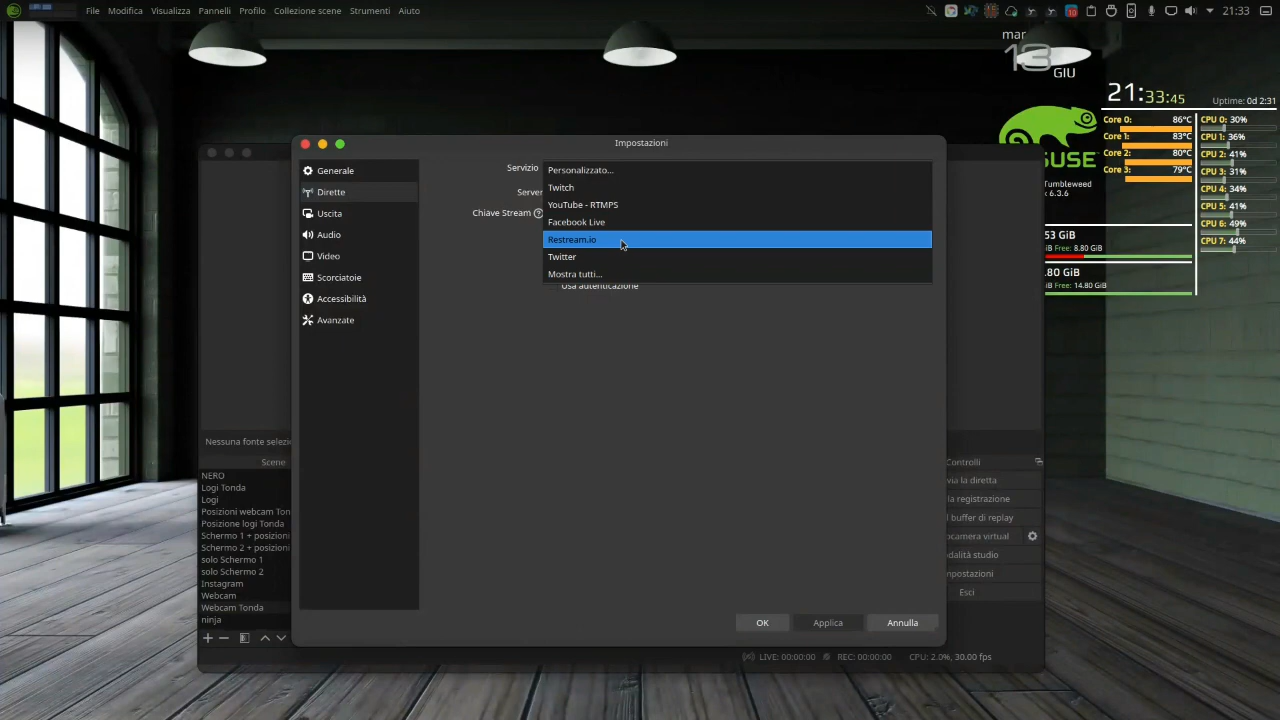 File Modifica Visualizza Pannelli Profilo Collezione scene Strumenti Aiuto
10
21:33
mar
13
GIU
21:33:45
Uptime: 0d 2:31
Core 0: 86°C
Core 1: 83°C
Core 2: 80°C
Core 3: 79°C
CPU 0: 30%
CPU 1: 36%
CPU 2: 41%
CPU 3: 31%
CPU 4: 34%
CPU 5: 41%
CPU 6: 49%
CPU 7: 44%
SUSE
Tumbleweed
x 6.3.6
53 GiB
iB Free: 8.80 GiB
.80 GiB
iB Free: 14.80 GiB
Impostazioni
Generale
Dirette
Uscita
Audio
Video
Scorciatoie
Accessibilità
Avanzate
Servizio
Server
Chiave Stream
Personalizzato...
Twitch
YouTube - RTMPS
Facebook Live
Restream.io
Twitter
Mostra tutti...
Usa autenticazione
OK
Applica
Annulla
Nessuna fonte selezi
Scene
NERO
Logi Tonda
Logi
Posizioni webcam Ton
Posizione logi Tonda
Schermo 1 + posizioni
Schermo 2 + posizioni
solo Schermo 1
solo Schermo 2
Instagram
Webcam
Webcam Tonda
ninja
Controlli
via la diretta
la registrazione
l buffer di replay
ocamera virtual
odalità studio
mpostazioni
Esci
LIVE: 00:00:00 REC: 00:00:00 CPU: 2.0%, 30.00 fps